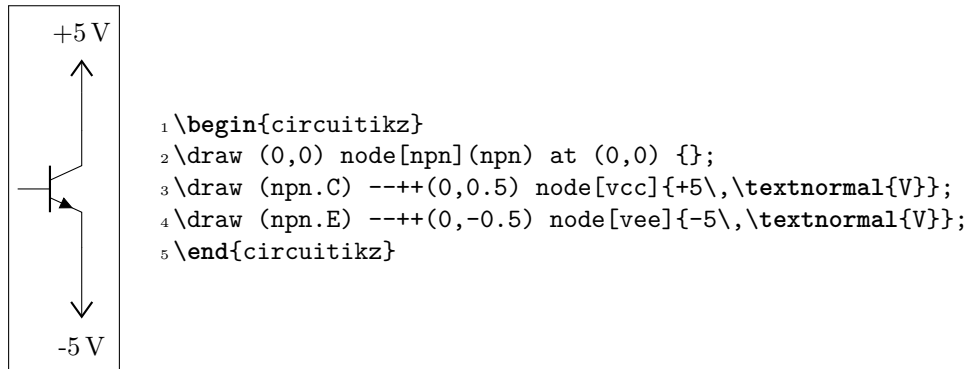 +5 V
-5 V
1 \begin{circuitikz}
2 \draw (0,0) node[npn](npn) at (0,0) {};
3 \draw (npn.C) --++(0,0.5) node[vcc]{+5\,\textnormal{V}};
4 \draw (npn.E) --++(0,-0.5) node[vee]{-5\,\textnormal{V}};
5 \end{circuitikz}